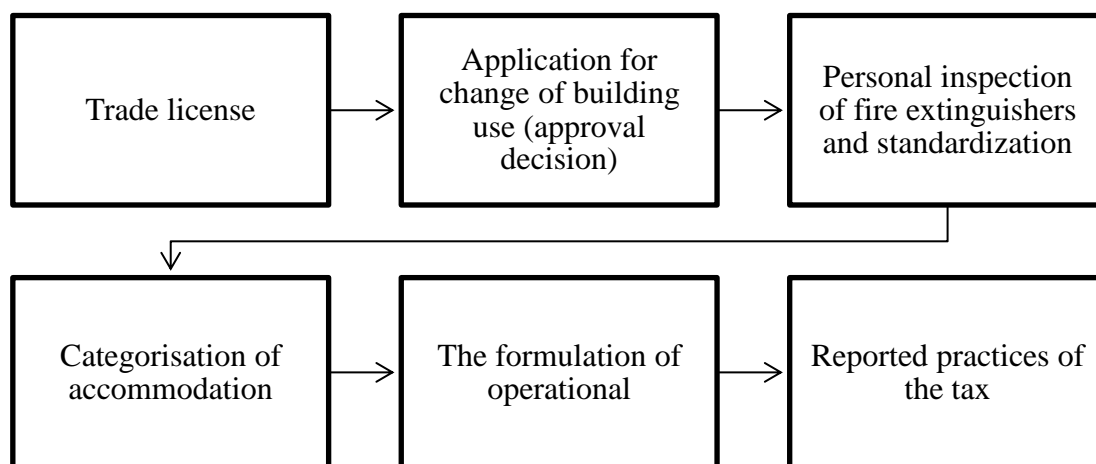 Trade license
Application for
change of building
use (approval
decision)
Personal inspection
of fire extinguishers
and standardization
Categorisation of
accommodation
The formulation of
operational
Reported practices of
the tax